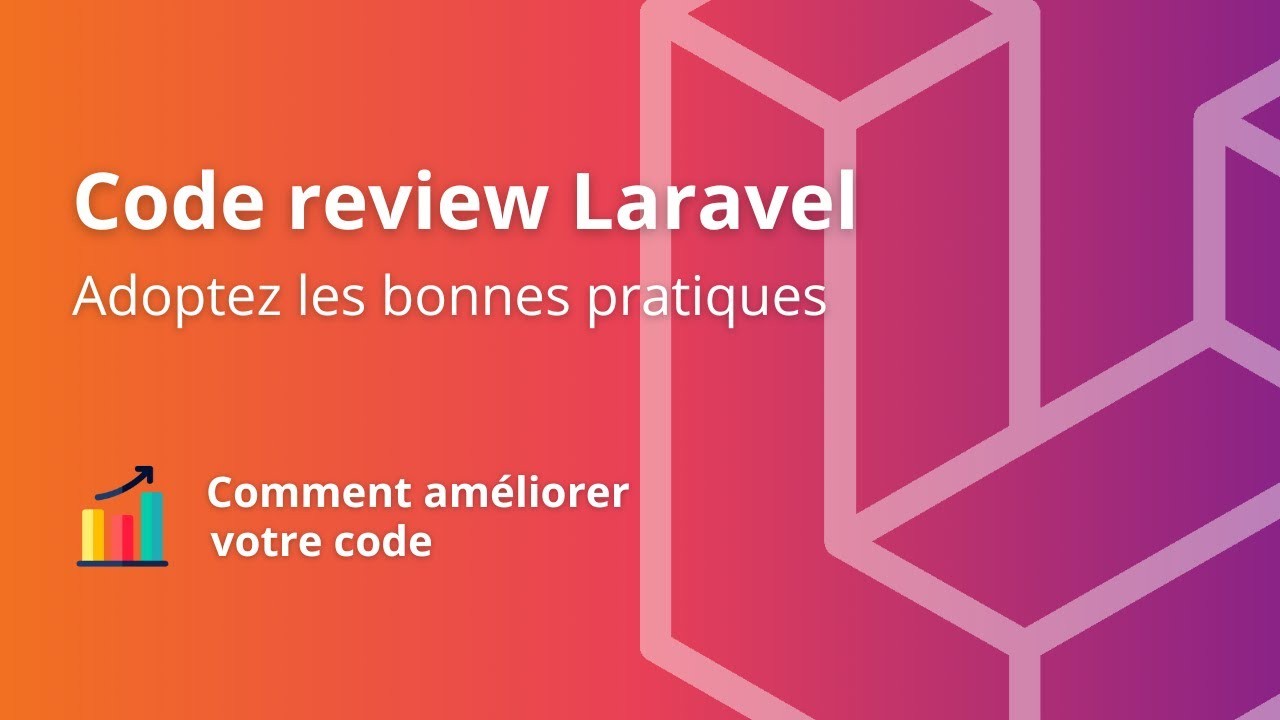 Code review Laravel
Adoptez les bonnes pratiques
Comment améliorer
votre code